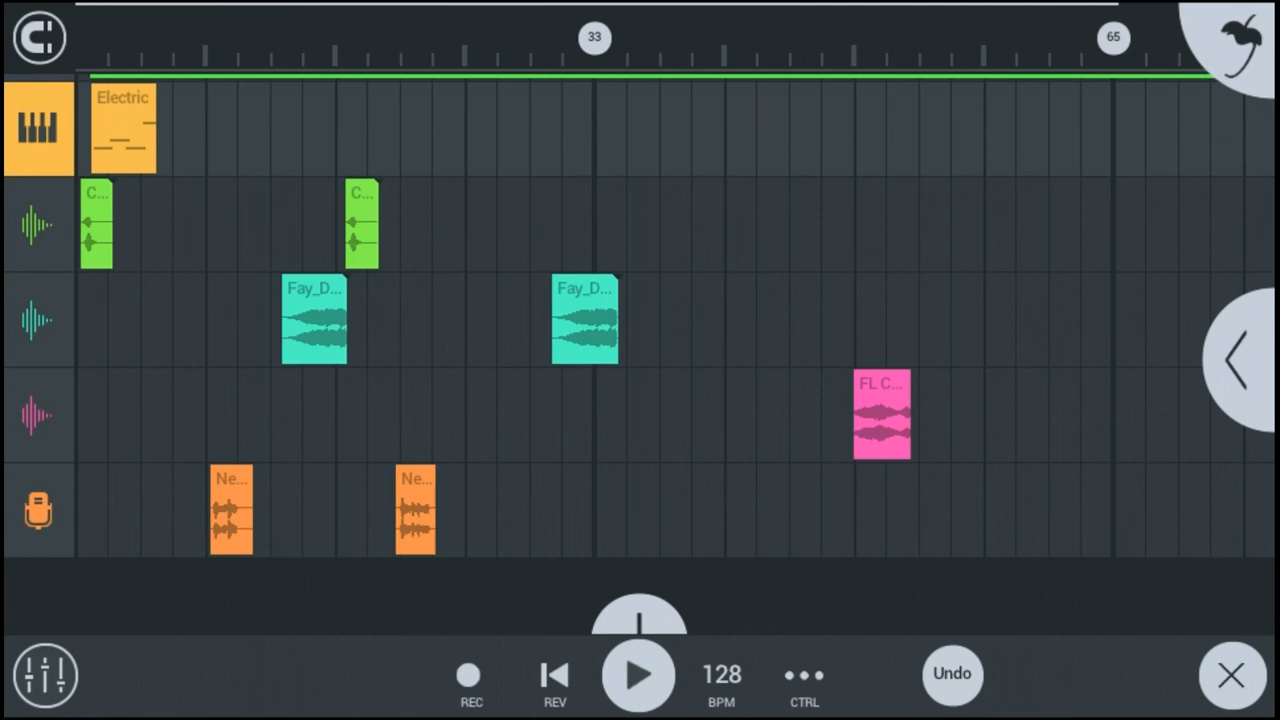 33
65
Electric
C...
C...
Fay_D...
Fay_D...
FL C...
Ne...
Ne...
REC
REV
128
BPM
CTRL
Undo